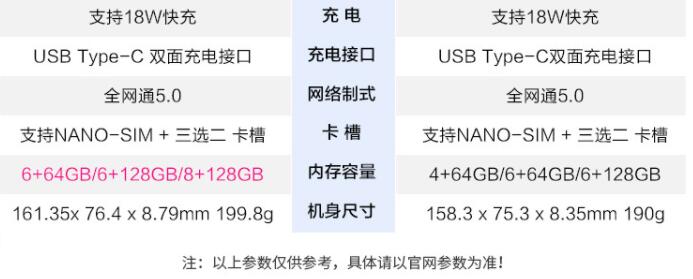 支持18W快充 充 电 支持18W快充
USB Type-C 双面充电接口 充电接口 USB Type-C双面充电接口
全网通5.0 网络制式 全网通5.0
支持NANO-SIM + 三选二 卡槽 卡 槽 支持NANO-SIM + 三选二 卡槽
6+64GB/6+128GB/8+128GB 内存容量 4+64GB/6+64GB/6+128GB
161.35x 76.4 x 8.79mm 199.8g 机身尺寸 158.3 x 75.3 x 8.35mm 190g
注：以上参数仅供参考，具体请以官网参数为准！